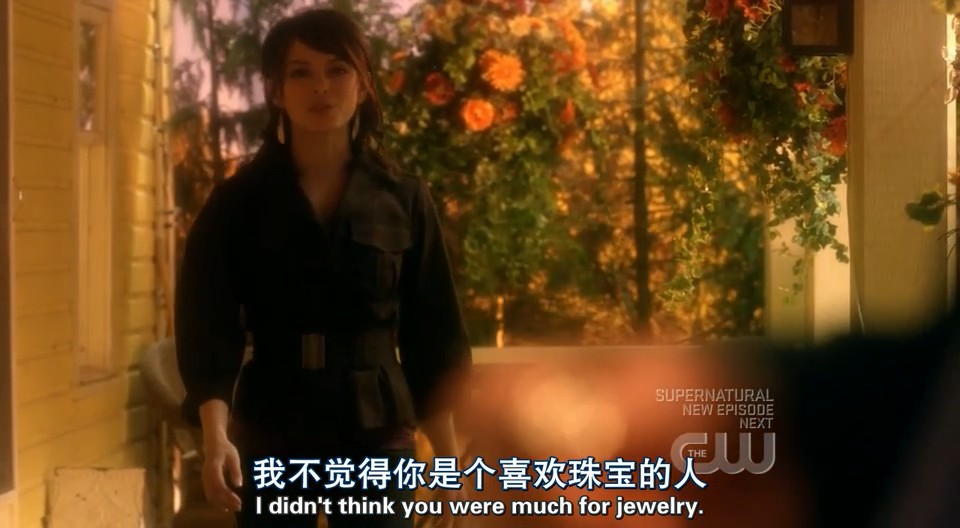 SUPERNATURAL
NEW EPISODE
NEXT
THE CW
我不觉得你是个喜欢珠宝的人
I didn't think you were much for jewelry.